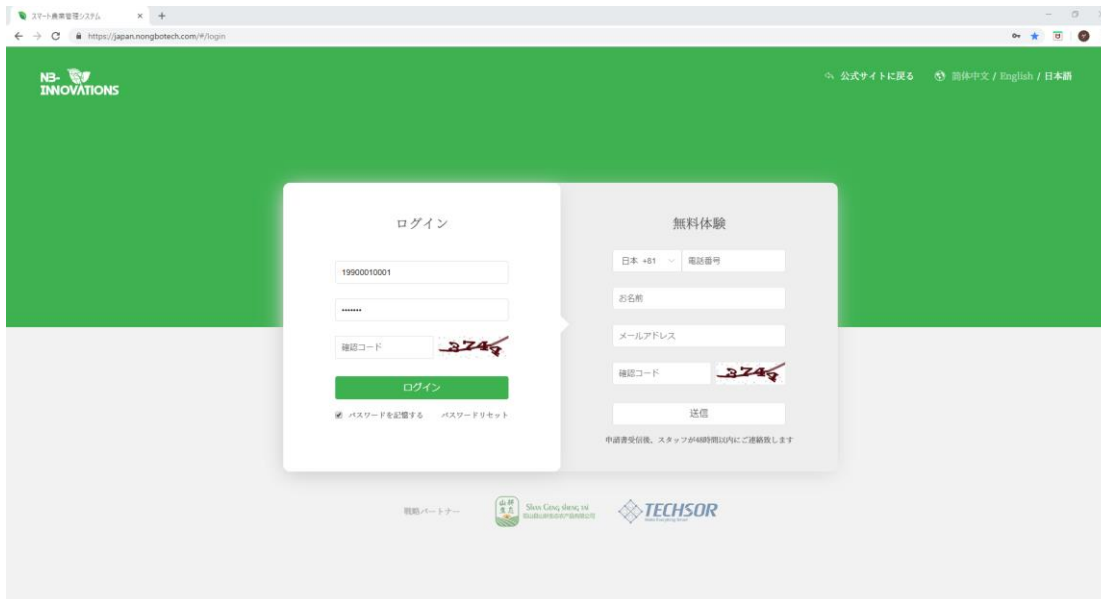 スマート農業管理システム
https://japan.nongbotech.com/#/login
NB-
INNOVATIONS
公式サイトに戻る 简体中文 / English / 日本語
ログイン
19900010001
•••••••
確認コード
ログイン
パスワードを記憶する パスワードリセット
無料体験
日本 +81 電話番号
お名前
メールアドレス
確認コード
送信
申請書受信後、スタッフが48時間以内にご連絡致します
戦略パートナー
TECHSOR